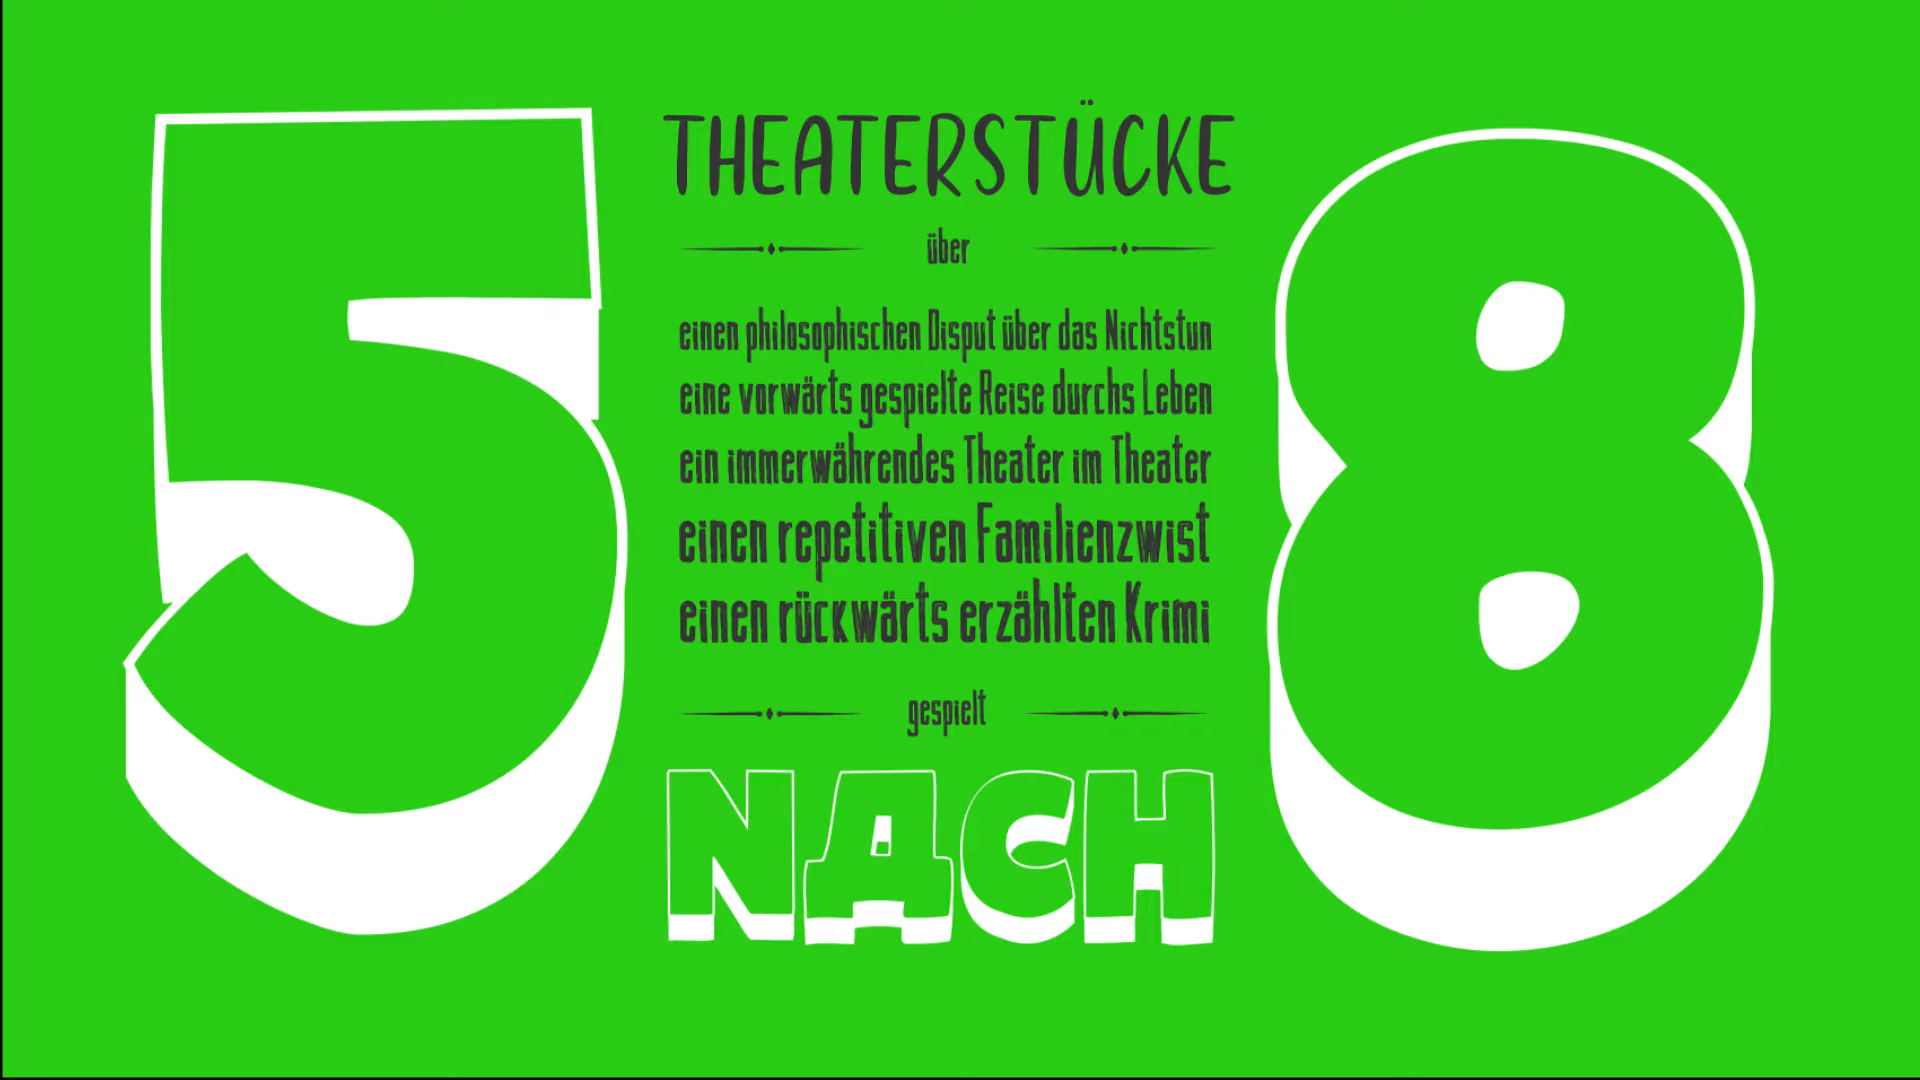 5
THEATERSTÜCKE
über
einen philosophischen Disput über das Nichtstun
eine vorwärts gespielte Reise durchs Leben
ein immerwährendes Theater im Theater
einen repetitiven Familienzwist
einen rückwärts erzählten Krimi
gespielt
NACH
8